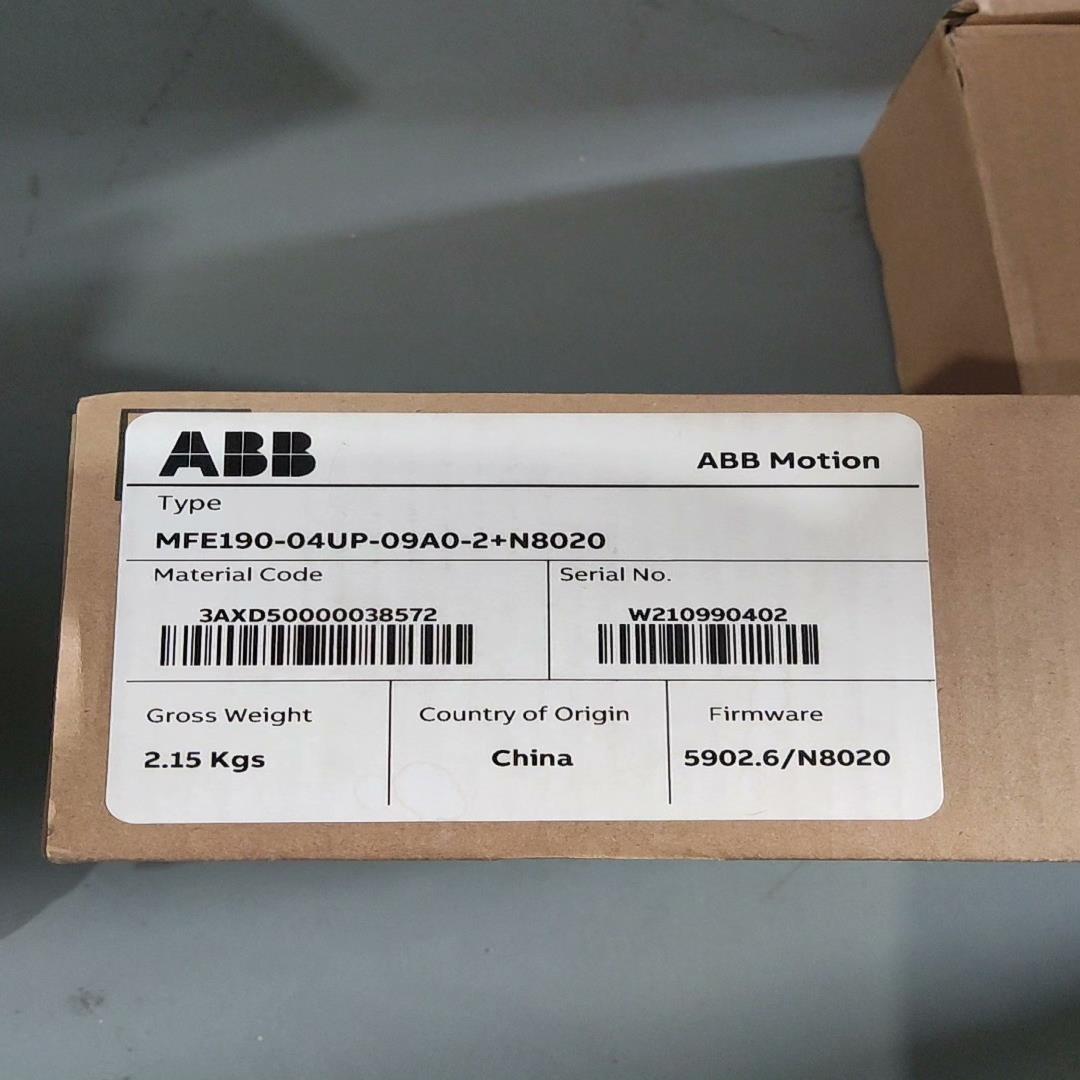 ABB
ABB Motion
Type
MFE190-04UP-09A0-2+N8020
Material Code
3AXD50000038572
Serial No.
W210990402
Gross Weight
2.15 Kgs
Country of Origin
China
Firmware
5902.6/N8020